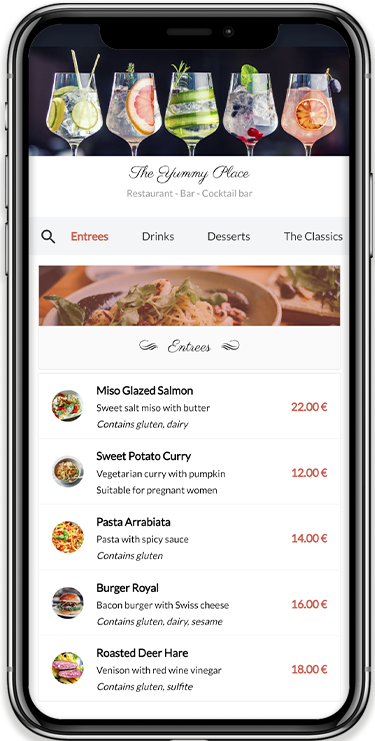 The Yummy Place
Restaurant - Bar - Cocktail bar
Entrees Drinks Desserts The Classics
Entrees
Miso Glazed Salmon
Sweet salt miso with butter 22.00 €
Contains gluten, dairy
Sweet Potato Curry
Vegetarian curry with pumpkin 12.00 €
Suitable for pregnant women
Pasta Arrabiata
Pasta with spicy sauce 14.00 €
Contains gluten
Burger Royal
Bacon burger with Swiss cheese 16.00 €
Contains gluten, dairy, sesame
Roasted Deer Hare
Venison with red wine vinegar 18.00 €
Contains gluten, sulfite